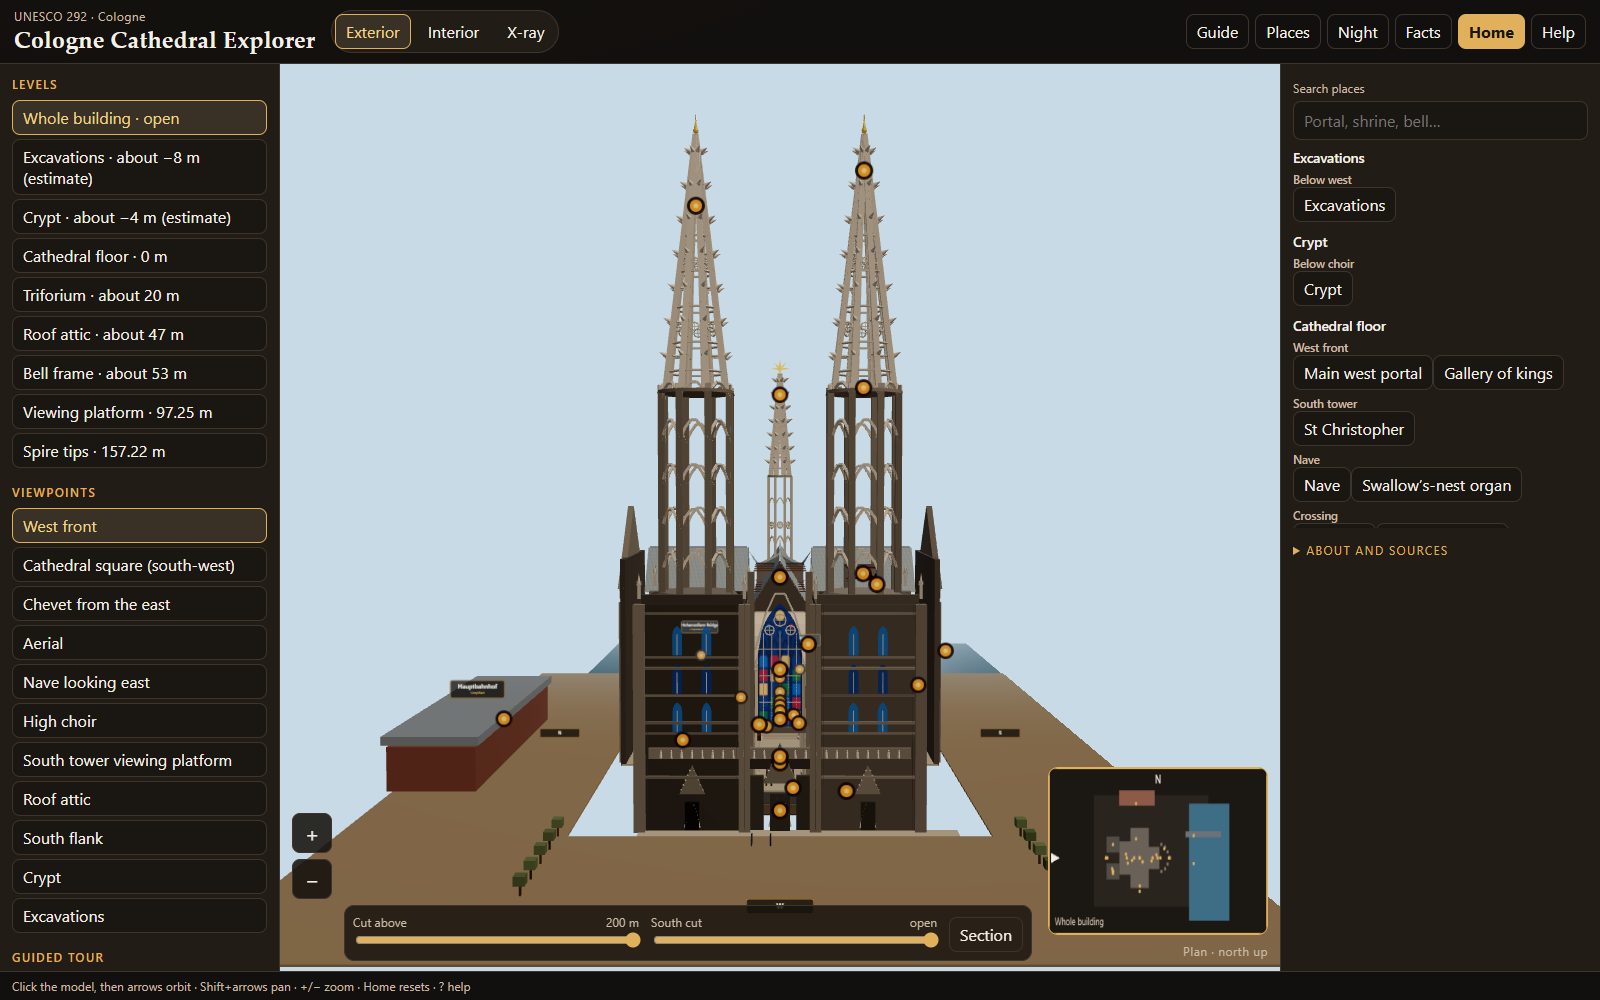 UNESCO 292 · Cologne
Cologne Cathedral Explorer
Exterior
Interior
X-ray
Guide
Places
Night
Facts
Home
Help
LEVELS
Whole building · open
Excavations · about −8 m
(estimate)
Crypt · about −4 m (estimate)
Cathedral floor · 0 m
Triforium · about 20 m
Roof attic · about 47 m
Bell frame · about 53 m
Viewing platform · 97.25 m
Spire tips · 157.22 m
VIEWPOINTS
West front
Cathedral square (south-west)
Chevet from the east
Aerial
Nave looking east
High choir
South tower viewing platform
Roof attic
South flank
Crypt
Excavations
GUIDED TOUR
Hohenzollern Bridge
Hauptbahnhof
N
S
W
+
−
Cut above
200 m
South cut
open
Section
N
Whole building
Plan · north up
Search places
Portal, shrine, bell...
Excavations
Below west
Excavations
Crypt
Below choir
Crypt
Cathedral floor
West front
Main west portal
Gallery of kings
South tower
St Christopher
Nave
Nave
Swallow's-nest organ
Crossing
▶ ABOUT AND SOURCES
Click the model, then arrows orbit · Shift+arrows pan · +/− zoom · Home resets · ? help